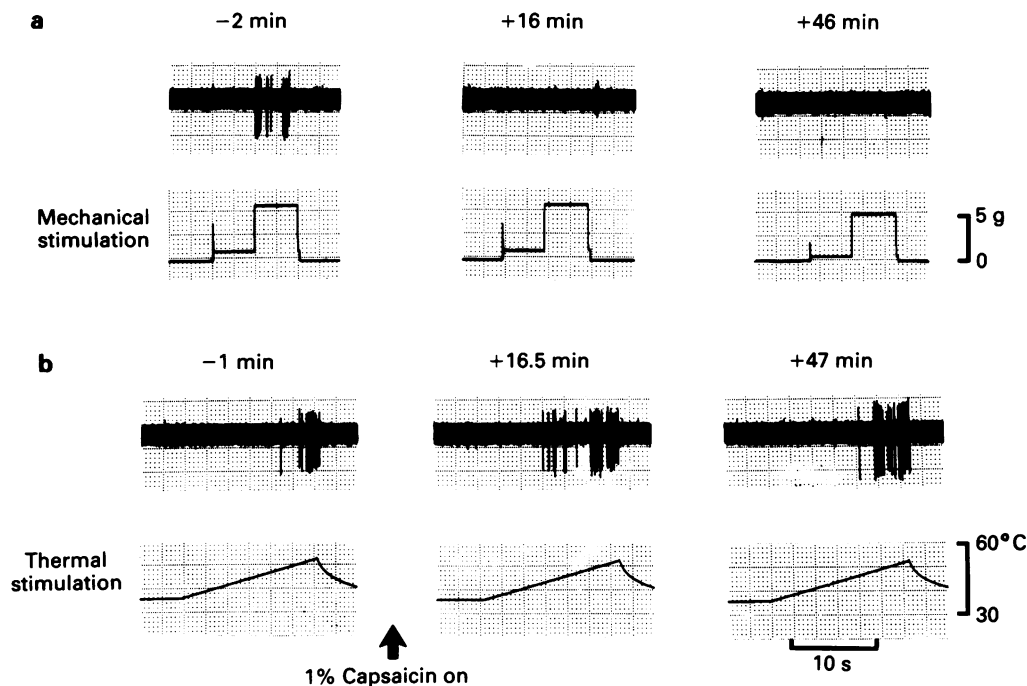 a
−2 min
+16 min
+46 min
Mechanical
stimulation
5 g
0
b
−1 min
+16.5 min
+47 min
Thermal
stimulation
60°C
30
10 s
1% Capsaicin on